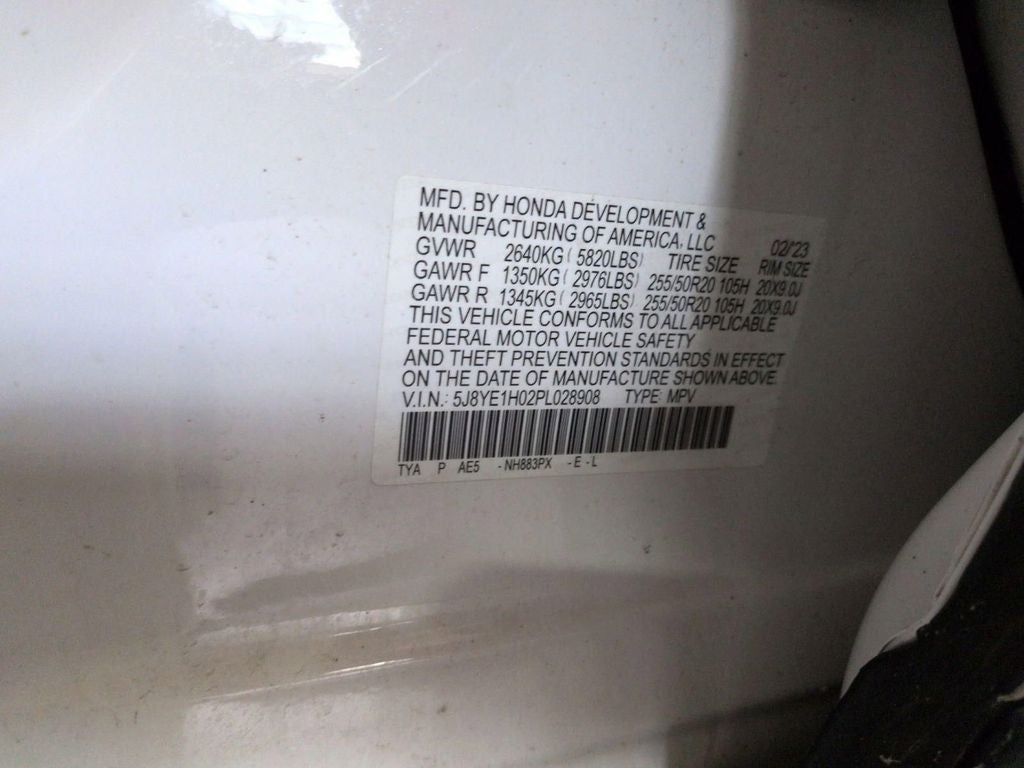 MFD. BY HONDA DEVELOPMENT &
MANUFACTURING OF AMERICA, LLC 02/'23
GVWR 2640KG ( 5820LBS) TIRE SIZE RIM SIZE
GAWR F 1350KG ( 2976LBS) 255/50R20 105H 20X9.0J
GAWR R 1345KG ( 2965LBS) 255/50R20 105H 20X9.0J
THIS VEHICLE CONFORMS TO ALL APPLICABLE
FEDERAL MOTOR VEHICLE SAFETY
AND THEFT PREVENTION STANDARDS IN EFFECT
ON THE DATE OF MANUFACTURE SHOWN ABOVE.
V.I.N.: 5J8YE1H02PL028908 TYPE: MPV
TYA P AE5 -NH883PX -E -L